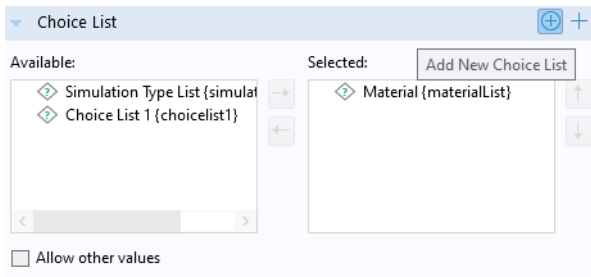 Choice List
Available:
Selected:
Add New Choice List
Simulation Type List {simulat
Choice List 1 {choicelist1}
Material {materialList}
Allow other values